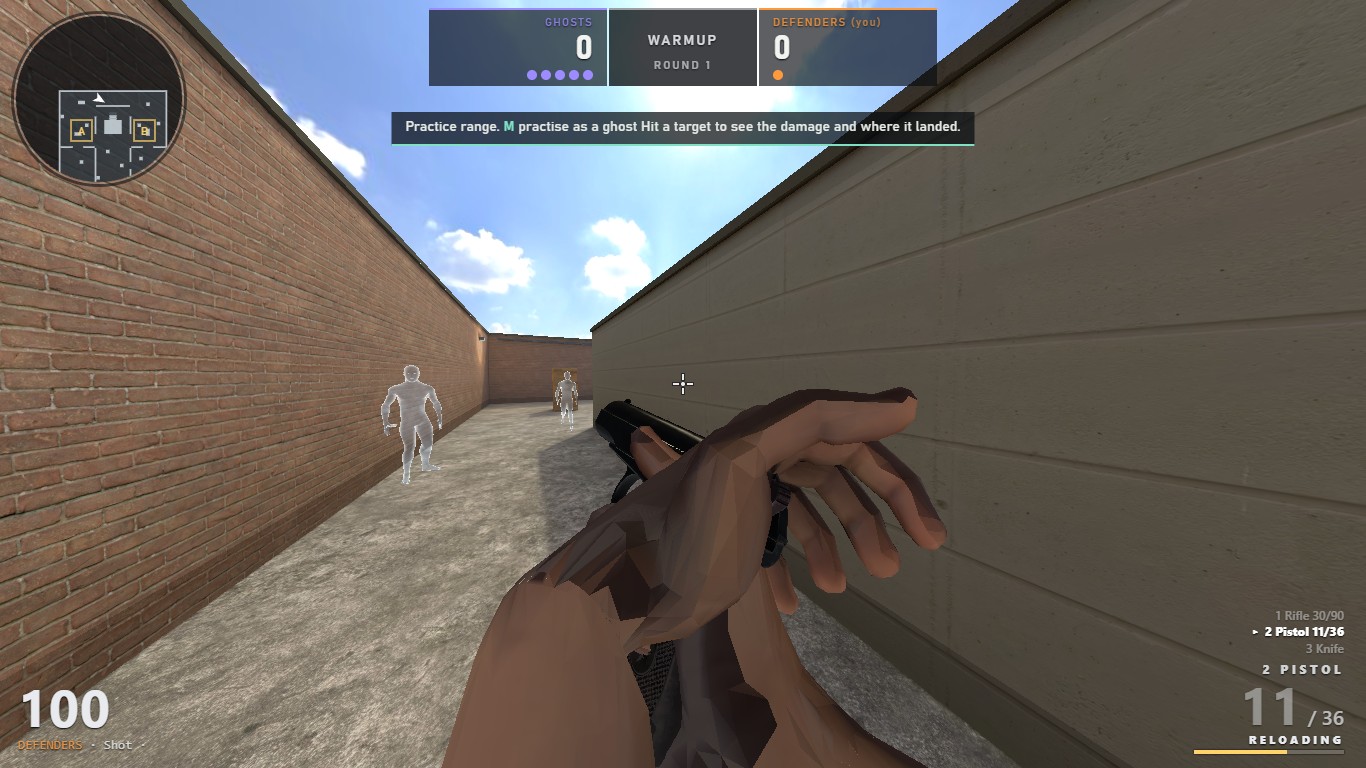 GHOSTS
0
WARMUP
ROUND 1
DEFENDERS (you)
0
Practice range. M practise as a ghost Hit a target to see the damage and where it landed.
A
B
1 Rifle 30/90
▸ 2 Pistol 11/36
3 Knife
2 PISTOL
11 / 36
RELOADING
100
DEFENDERS · Shot ·